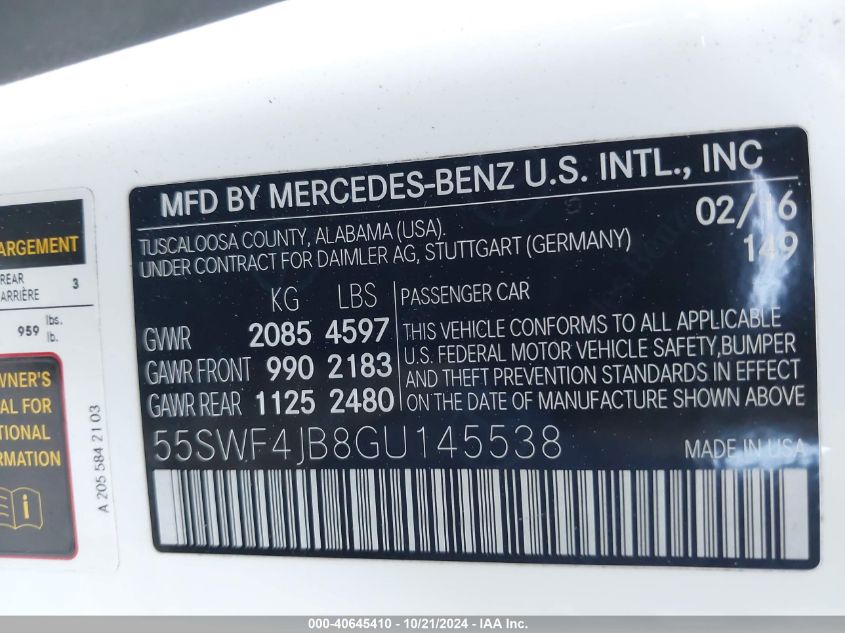 MFD BY MERCEDES-BENZ U.S. INTL., INC
TUSCALOOSA COUNTY, ALABAMA (USA). 02/16
UNDER CONTRACT FOR DAIMLER AG, STUTTGART (GERMANY) 149
KG LBS PASSENGER CAR
GVWR 2085 4597
GAWR FRONT 990 2183
GAWR REAR 1125 2480
THIS VEHICLE CONFORMS TO ALL APPLICABLE
U.S. FEDERAL MOTOR VEHICLE SAFETY, BUMPER
AND THEFT PREVENTION STANDARDS IN EFFECT
ON THE DATE OF MANUFACTURE SHOWN ABOVE
55SWF4JB8GU145538 MADE IN USA
ARGEMENT
REAR
ARRIÈRE 3
959 lbs.
lb.
WNER'S
AL FOR
TIONAL
RMATION
i
A 205 584 21 03
000-40645410 - 10/21/2024 - IAA Inc.